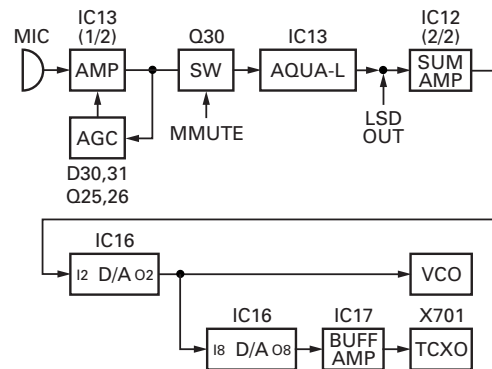 MIC
IC13
(1/2)
AMP
AGC
D30,31
Q25,26
Q30
SW
MMUTE
IC13
AQUA-L
LSD
OUT
IC12
(2/2)
SUM
AMP
IC16
I2 D/A O2
VCO
IC16
I8 D/A O8
IC17
BUFF
AMP
X701
TCXO